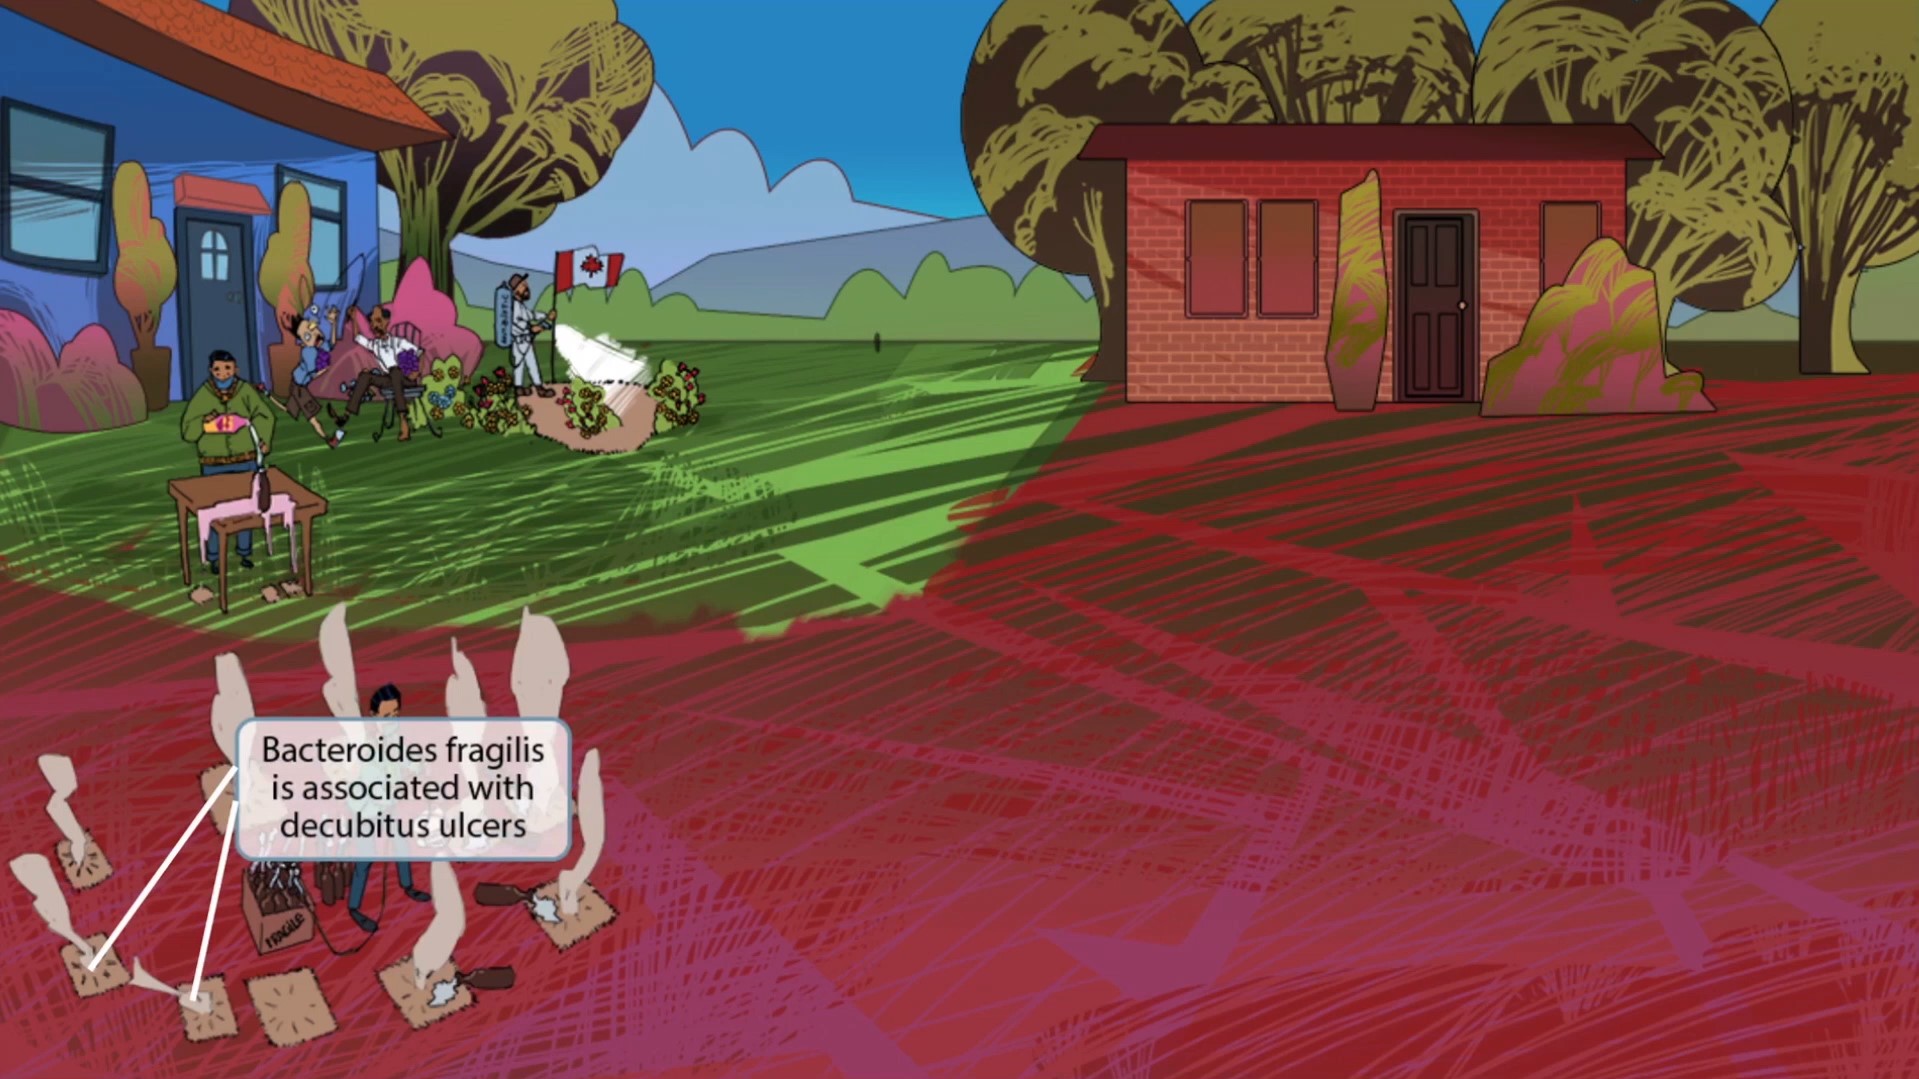 Bacteroides fragilis
is associated with
decubitus ulcers
FRAGILE